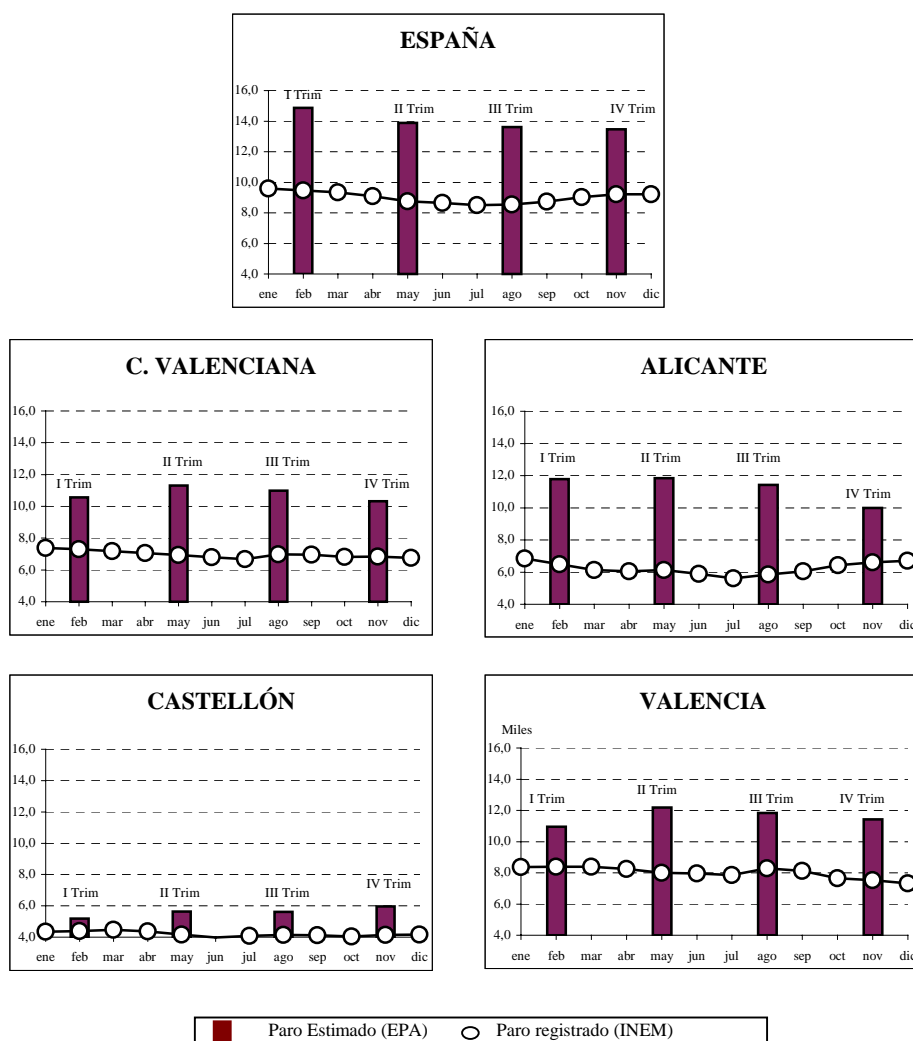 ESPAÑA
16,0
I Trim
II Trim III Trim IV Trim
14,0
12,0
10,0
8,0
6,0
4,0
ene feb mar abr may jun jul ago sep oct nov dic
C. VALENCIANA
16,0
14,0
II Trim III Trim
12,0
I Trim IV Trim
10,0
8,0
6,0
4,0
ene feb mar abr may jun jul ago sep oct nov dic
ALICANTE
16,0
14,0
I Trim II Trim III Trim
12,0
IV Trim
10,0
8,0
6,0
4,0
ene feb mar abr may jun jul ago sep oct nov dic
CASTELLÓN
16,0
14,0
12,0
10,0
8,0
I Trim II Trim III Trim IV Trim
6,0
4,0
ene feb mar abr may jun jul ago sep oct nov dic
VALENCIA
Miles
16,0
14,0
I Trim II Trim III Trim IV Trim
12,0
10,0
8,0
6,0
4,0
ene feb mar abr may jun jul ago sep oct nov dic
Paro Estimado (EPA) Paro registrado (INEM)